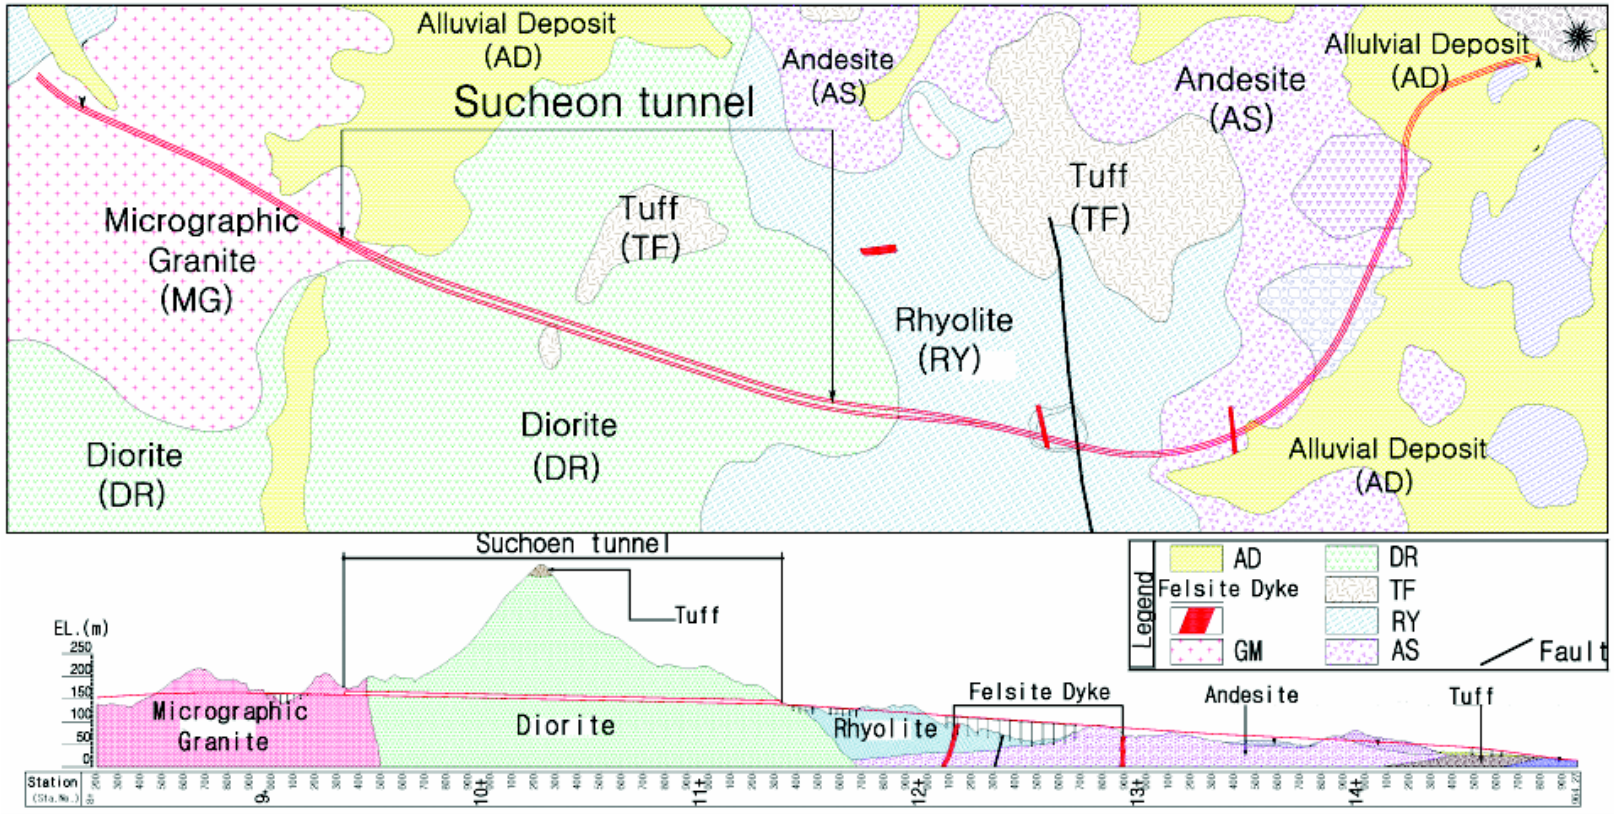 Alluvial Deposit
(AD)
Andesite
(AS)
Andesite
(AS)
Allulvial Deposit
(AD)
Sucheon tunnel
Tuff
(TF)
Tuff
(TF)
Micrographic
Granite
(MG)
Rhyolite
(RY)
Diorite
(DR)
Diorite
(DR)
Alluvial Deposit
(AD)
Suchoen tunnel
Tuff
EL.(m)
250
200
150
100
50
0
Micrographic
Granite
Diorite
Rhyolite
Felsite Dyke
Andesite
Tuff
Legend
AD
DR
Felsite Dyke
TF
RY
GM
AS
Fault
Station
(Sta.No.)
9+
10+
11+
12+
13+
14+